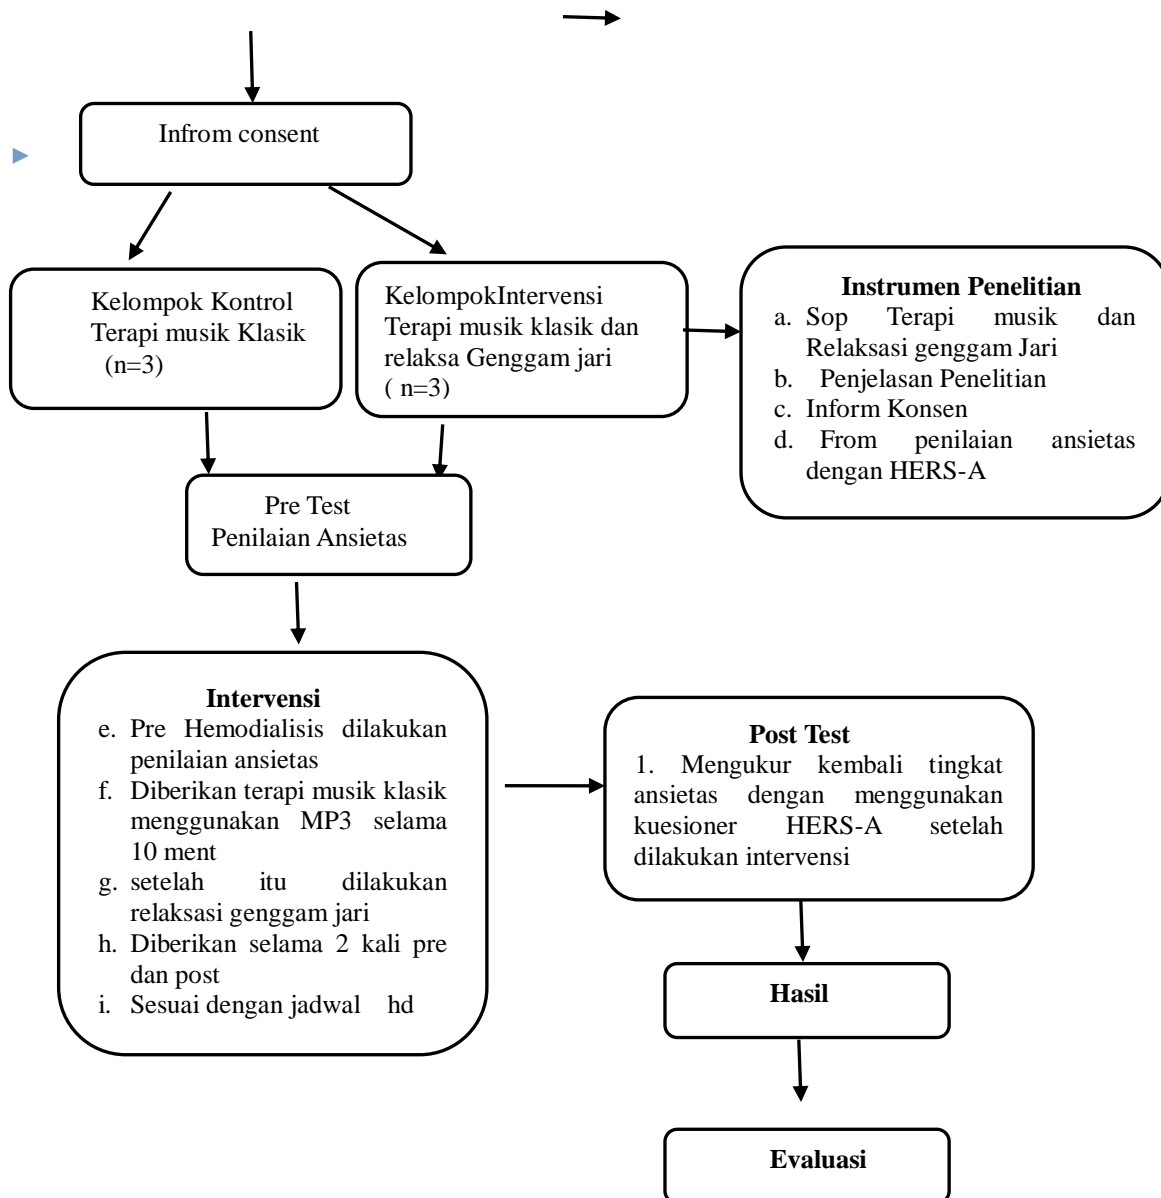 Infrom consent
Kelompok Kontrol
Terapi musik Klasik
(n=3)
KelompokIntervensi
Terapi musik klasik dan
relaksa Genggam jari
( n=3)
Instrumen Penelitian
a. Sop Terapi musik dan
Relaksasi genggam Jari
b. Penjelasan Penelitian
c. Inform Konsen
d. From penilaian ansietas
dengan HERS-A
Pre Test
Penilaian Ansietas
Intervensi
e. Pre Hemodialisis dilakukan
penilaian ansietas
f. Diberikan terapi musik klasik
menggunakan MP3 selama
10 ment
g. setelah itu dilakukan
relaksasi genggam jari
h. Diberikan selama 2 kali pre
dan post
i. Sesuai dengan jadwal hd
Post Test
1. Mengukur kembali tingkat
ansietas dengan menggunakan
kuesioner HERS-A setelah
dilakukan intervensi
Hasil
Evaluasi